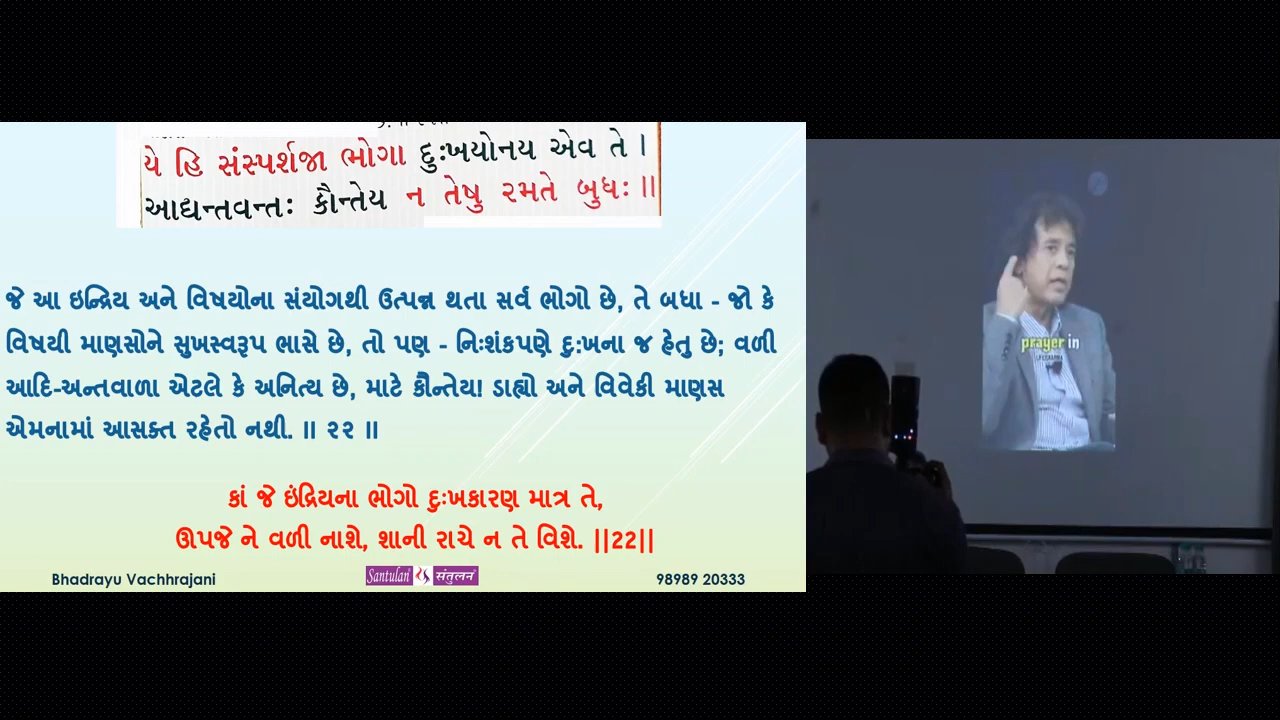 યે હિ સંસ્પર્શજા ભોગા દુઃખયોનય એવ તે ।
આદ્યન્તવન્તઃ કૌન્તેય ન તેષુ રમતે બુધઃ ॥
જે આ ઇન્દ્રિય અને વિષયોના સંયોગથી ઉત્પન્ન થતા સર્વ ભોગો છે, તે બધા - જો કે
વિષયી માણસોને સુખસ્વરૂપ ભાસે છે, તો પણ - નિઃશંકપણે દુઃખના જ હેતુ છે; વળી
આદિ-અન્તવાળા એટલે કે અનિત્ય છે, માટે કૌન્તેય! ડાહ્યો અને વિવેકી માણસ
એમનામાં આસક્ત રહેતો નથી. ॥ ૨૨ ॥
કાં જે ઇંદ્રિયના ભોગો દુઃખકારણ માત્ર તે,
ઊપજે ને વળી નાશે, શાની રાચે ન તે વિશે. ||22||
Bhadrayu Vachhrajani
Santulan સંતુલન
98989 20333
prayer in